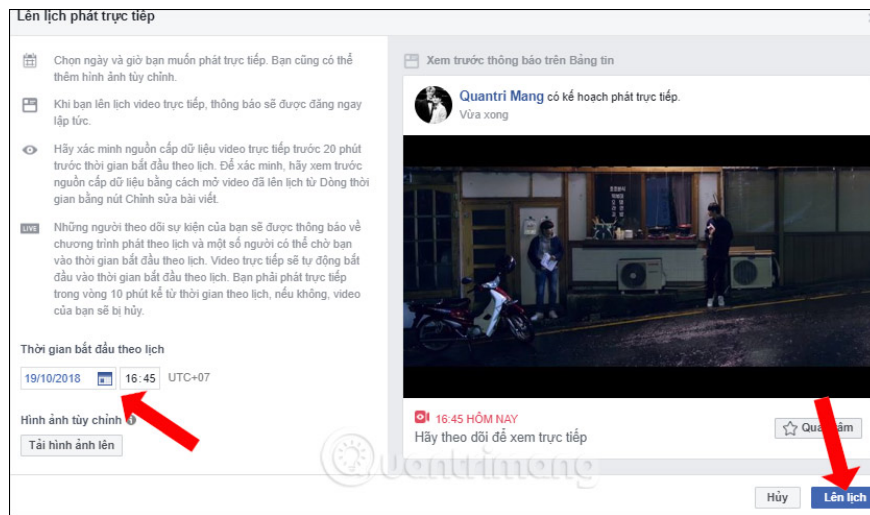 Lên lịch phát trực tiếp
Chọn ngày và giờ bạn muốn phát trực tiếp. Bạn cũng có thể
thêm hình ảnh tùy chỉnh.
Khi bạn lên lịch video trực tiếp, thông báo sẽ được đăng ngay
lập tức.
Hãy xác minh nguồn cấp dữ liệu video trực tiếp trước 20 phút
trước thời gian bắt đầu theo lịch. Để xác minh, hãy xem trước
nguồn cấp dữ liệu bằng cách mở video đã lên lịch từ Dòng thời
gian bằng nút Chỉnh sửa bài viết.
LIVE
Những người theo dõi sự kiện của bạn sẽ được thông báo về
chương trình phát theo lịch và một số người có thể chờ bạn
vào thời gian bắt đầu theo lịch. Video trực tiếp sẽ tự động bắt
đầu vào thời gian bắt đầu theo lịch. Bạn phải phát trực tiếp
trong vòng 10 phút kể từ thời gian theo lịch, nếu không, video
của bạn sẽ bị hủy.
Thời gian bắt đầu theo lịch
19/10/2018 16:45 UTC+07
Hình ảnh tùy chỉnh
Tải hình ảnh lên
Xem trước thông báo trên Bảng tin
Quantri Mang có kế hoạch phát trực tiếp.
Vừa xong
16:45 HÔM NAY
Hãy theo dõi để xem trực tiếp
Quantrimang
Hủy
Lên lịch